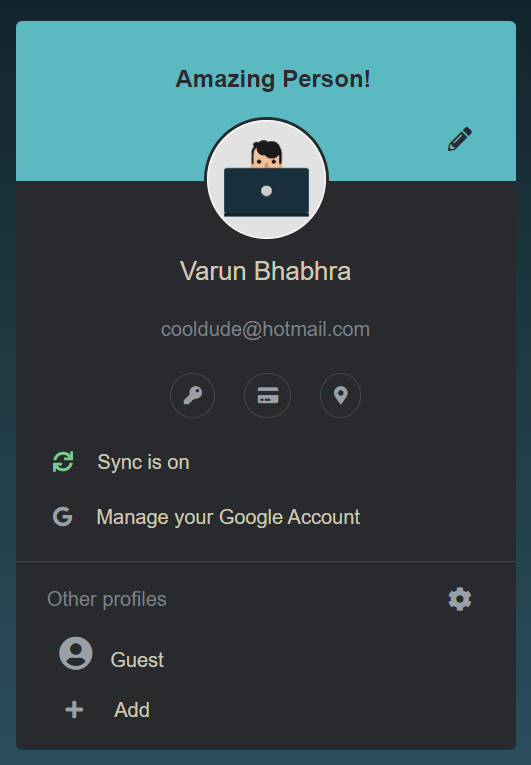 Amazing Person!
Varun Bhabhra
cooldude@hotmail.com
Sync is on
Manage your Google Account
Other profiles
Guest
Add